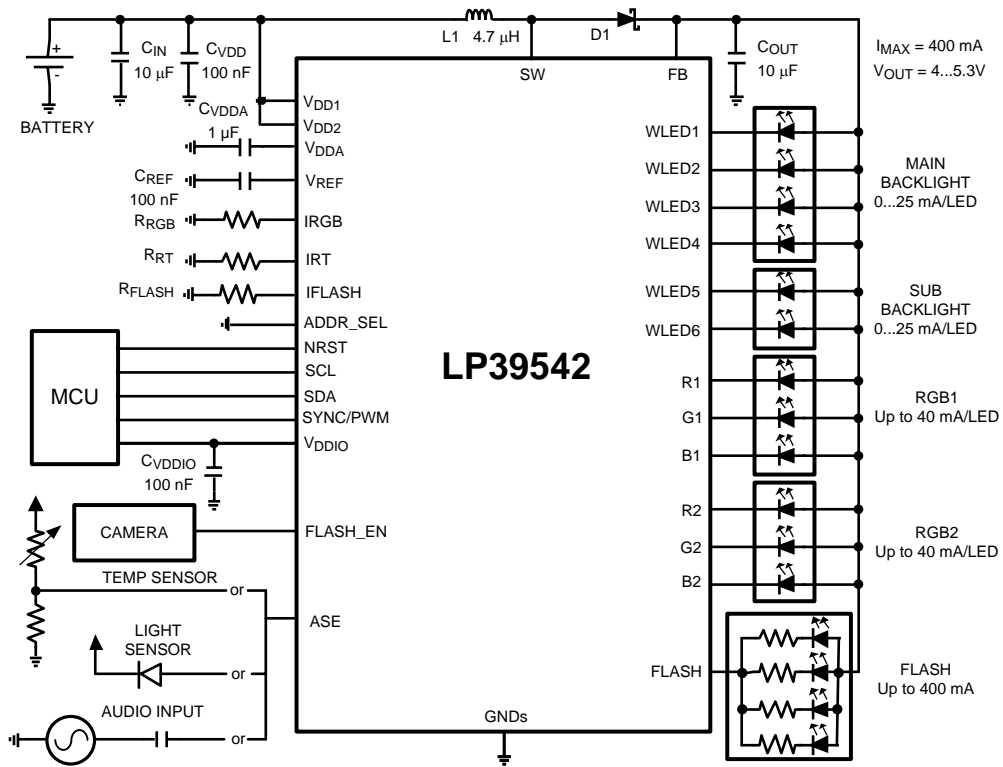 L1 4.7 μH
D1
+
-
BATTERY
CIN
10 μF
CVDD
100 nF
COUT
10 μF
IMAX = 400 mA
VOUT = 4...5.3V
SW
FB
CVDDA
1 μF
CREF
100 nF
RRGB
RRT
RFLASH
VDD1
VDD2
VDDA
VREF
IRGB
IRT
IFLASH
ADDR_SEL
NRST
SCL
SDA
SYNC/PWM
VDDIO
MCU
CVDDIO
100 nF
CAMERA
FLASH_EN
TEMP SENSOR
or
ASE
LIGHT
SENSOR
or
AUDIO INPUT
or
LP39542
GNDs
WLED1
WLED2
WLED3
WLED4
MAIN
BACKLIGHT
0...25 mA/LED
WLED5
WLED6
SUB
BACKLIGHT
0...25 mA/LED
R1
G1
B1
RGB1
Up to 40 mA/LED
R2
G2
B2
RGB2
Up to 40 mA/LED
FLASH
FLASH
Up to 400 mA